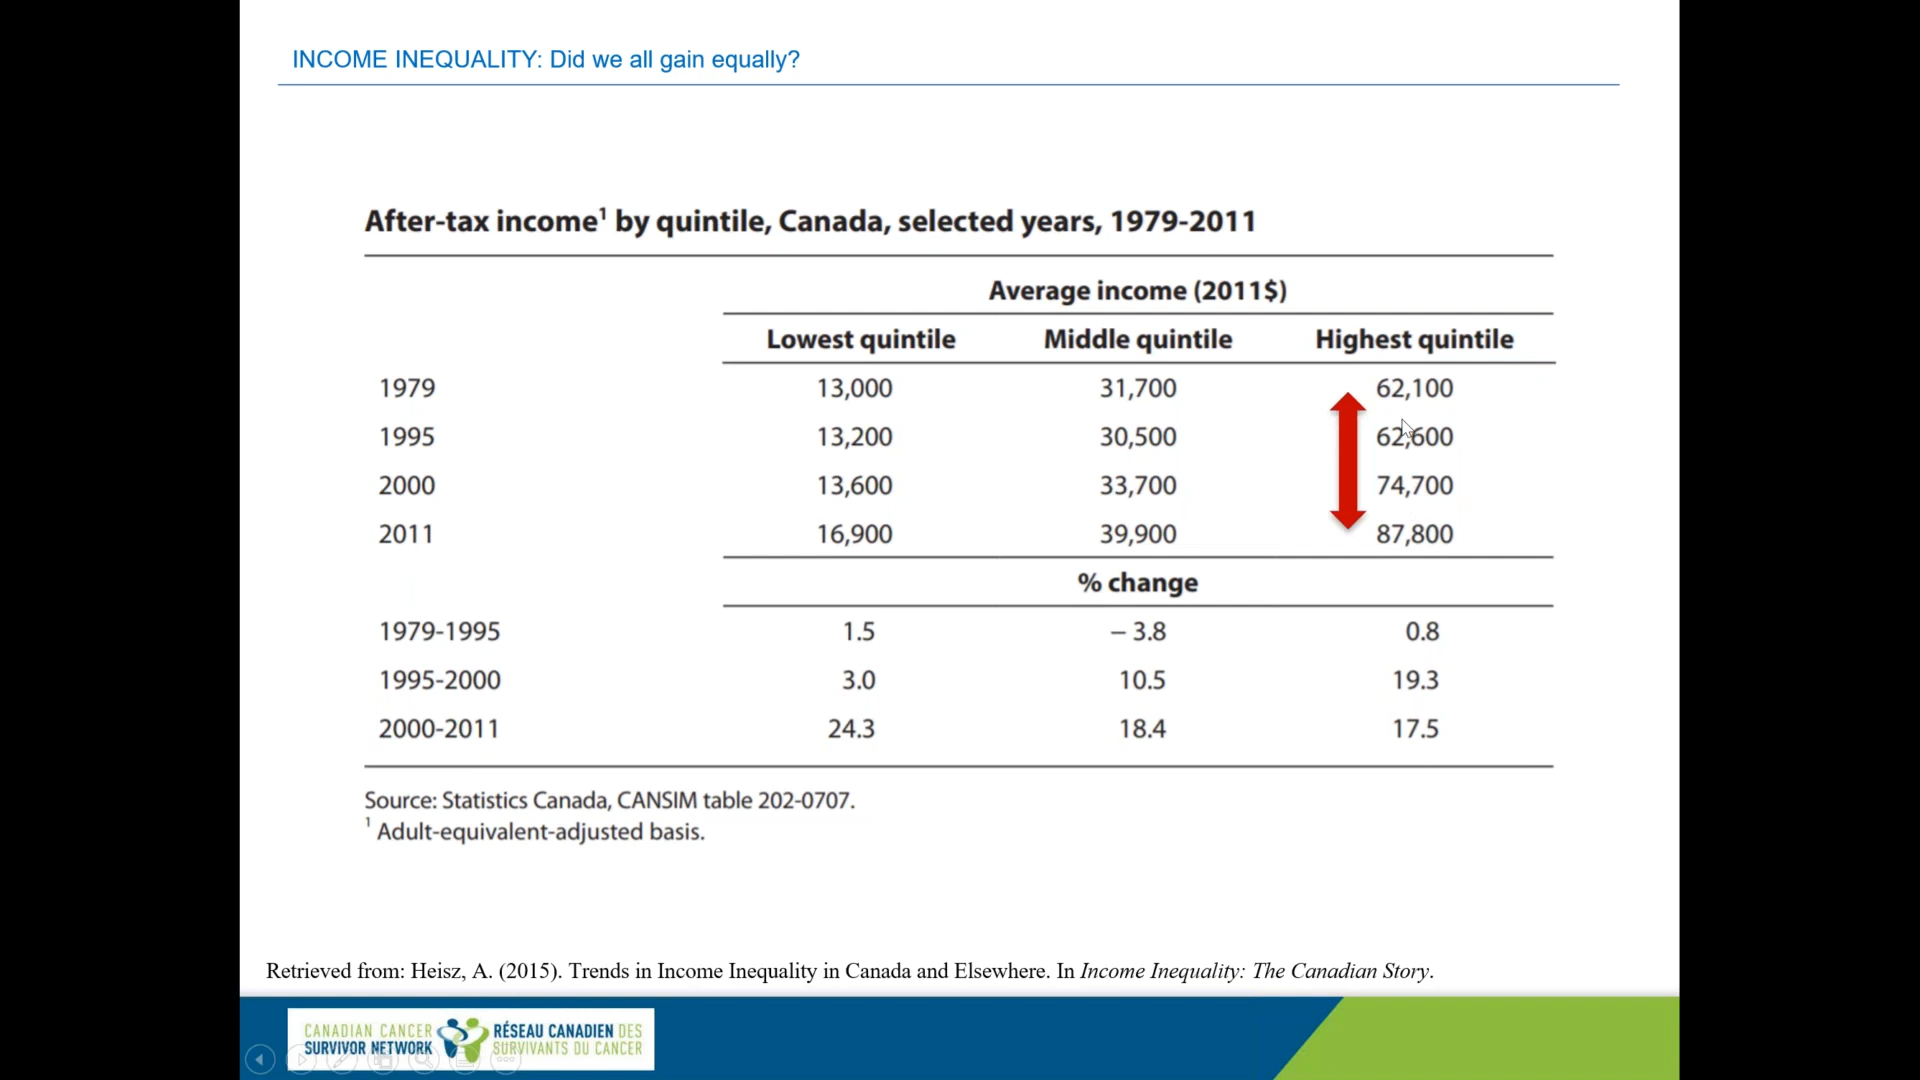 INCOME INEQUALITY: Did we all gain equally?
After-tax income¹ by quintile, Canada, selected years, 1979-2011
Average income (2011$)
Lowest quintile Middle quintile Highest quintile
1979 13,000 31,700 62,100
1995 13,200 30,500 62,600
2000 13,600 33,700 74,700
2011 16,900 39,900 87,800
% change
1979-1995 1.5 – 3.8 0.8
1995-2000 3.0 10.5 19.3
2000-2011 24.3 18.4 17.5
Source: Statistics Canada, CANSIM table 202-0707.
¹ Adult-equivalent-adjusted basis.
Retrieved from: Heisz, A. (2015). Trends in Income Inequality in Canada and Elsewhere. In Income Inequality: The Canadian Story.
CANADIAN CANCER
SURVIVOR NETWORK
RÉSEAU CANADIEN DES
SURVIVANTS DU CANCER